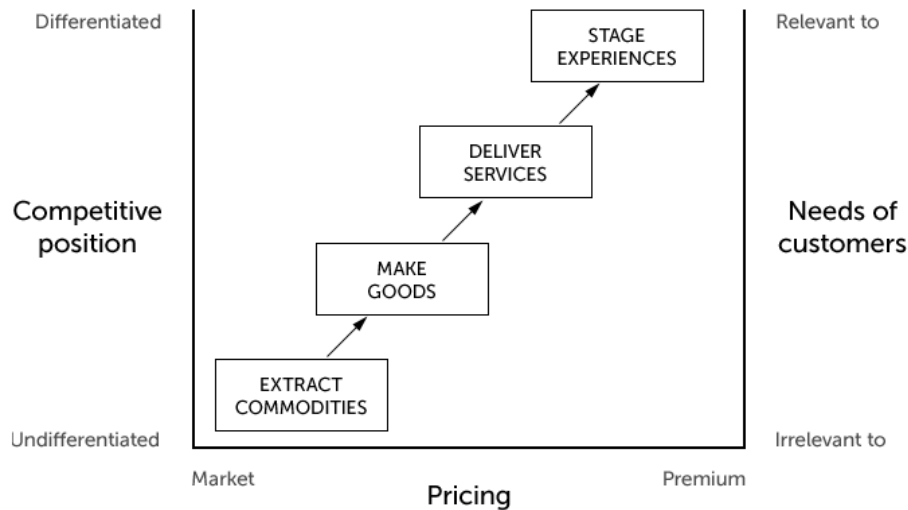 Differentiated
STAGE
EXPERIENCES
Relevant to
DELIVER
SERVICES
Competitive
position
Needs of
customers
MAKE
GOODS
EXTRACT
COMMODITIES
Undifferentiated
Irrelevant to
Market
Pricing
Premium